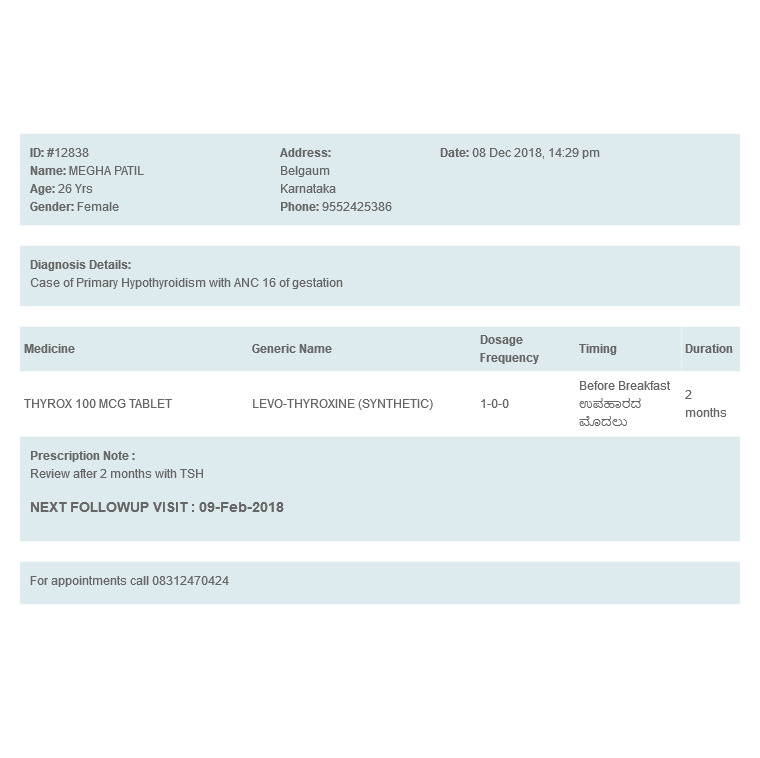 ID: #12838
Name: MEGHA PATIL
Age: 26 Yrs
Gender: Female
Address:
Belgaum
Karnataka
Phone: 9552425386
Date: 08 Dec 2018, 14:29 pm
Diagnosis Details:
Case of Primary Hypothyroidism with ANC 16 of gestation
Medicine
Generic Name
Dosage
Frequency
Timing
Duration
THYROX 100 MCG TABLET
LEVO-THYROXINE (SYNTHETIC)
1-0-0
Before Breakfast
ಉಪಹಾರದ
ಮೊದಲು
2
months
Prescription Note :
Review after 2 months with TSH
NEXT FOLLOWUP VISIT : 09-Feb-2018
For appointments call 08312470424